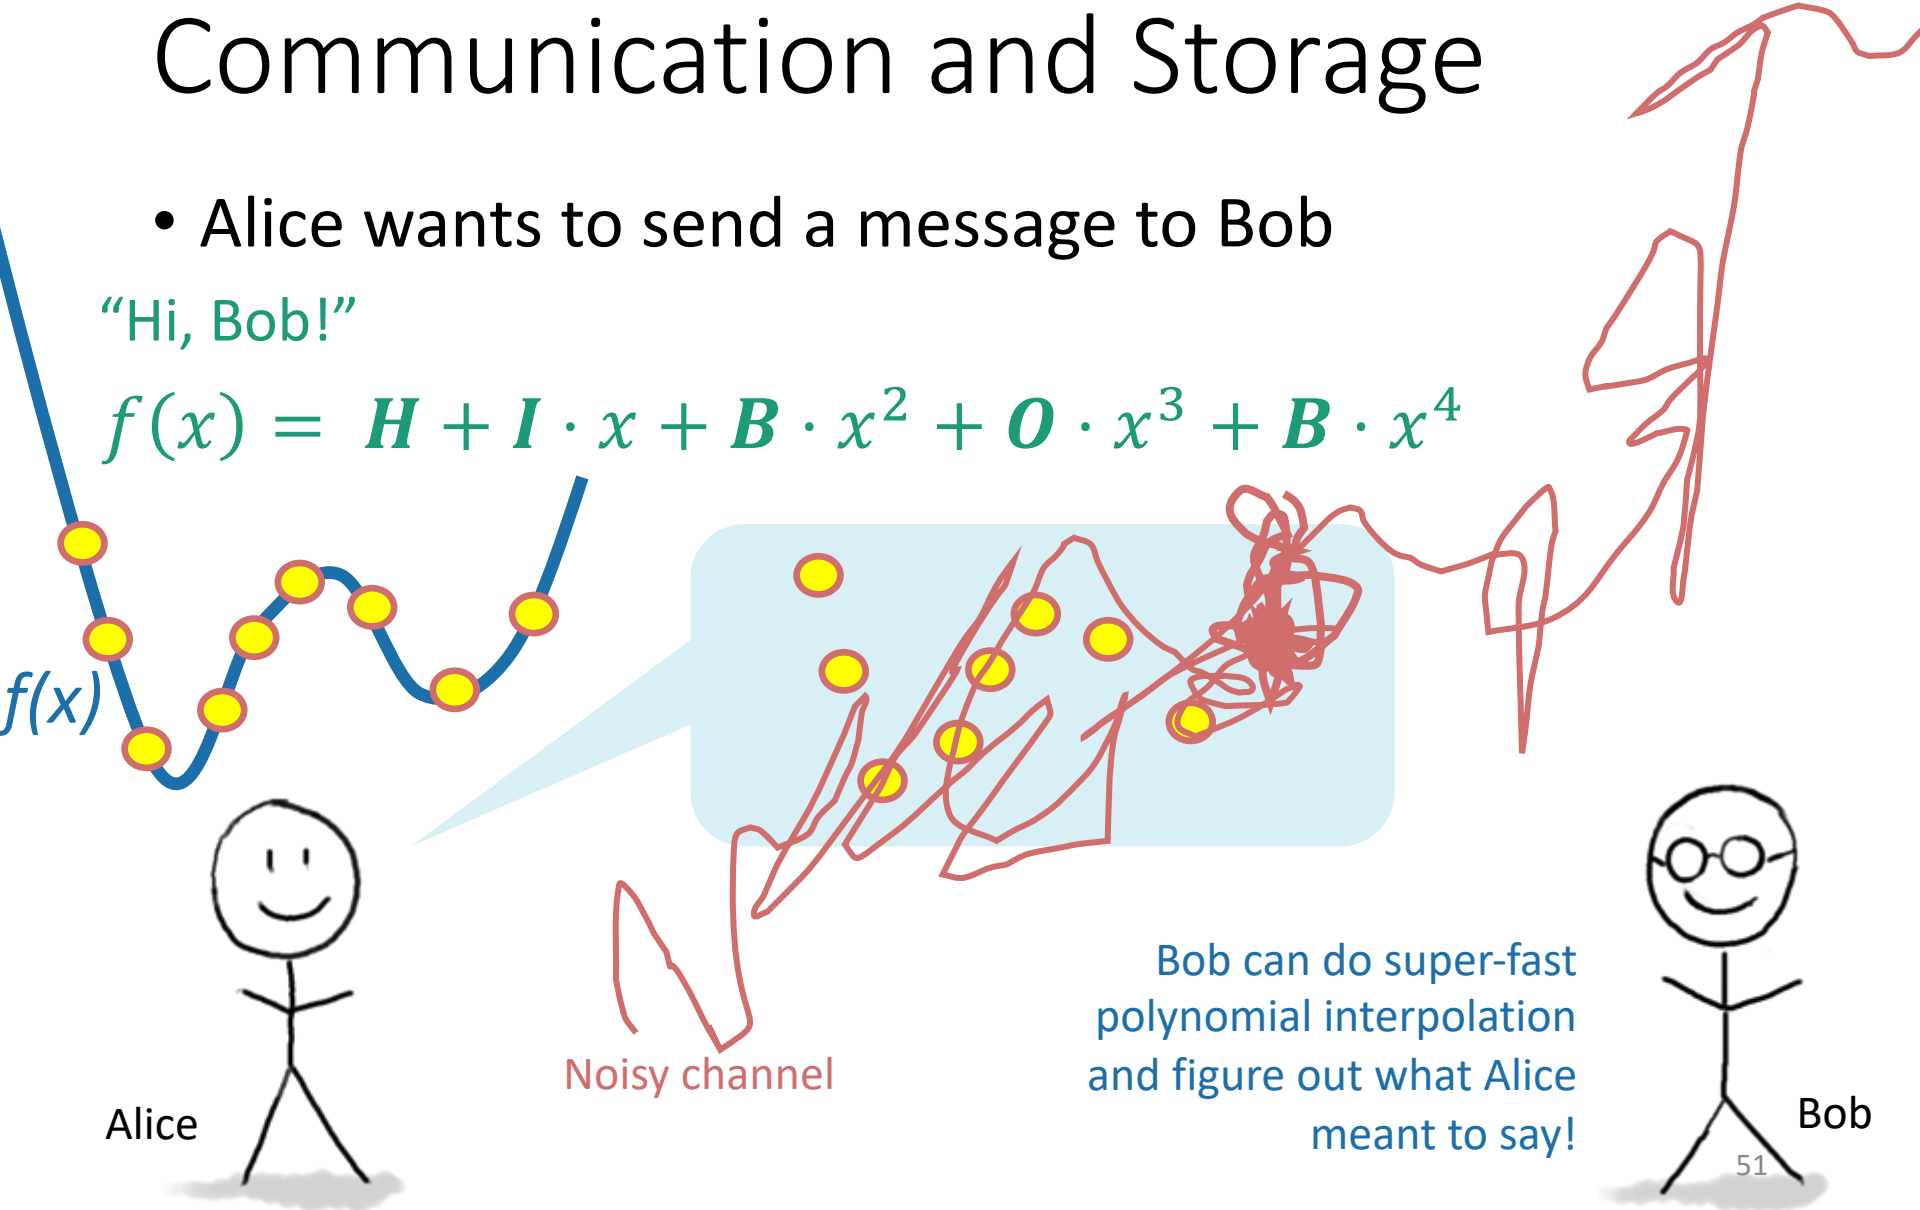 Communication and Storage
• Alice wants to send a message to Bob
“Hi, Bob!”
f(x) = H + I · x + B · x² + O · x³ + B · x⁴
f(x)
Noisy channel
Bob can do super-fast
polynomial interpolation
and figure out what Alice
meant to say!
Alice
Bob
51